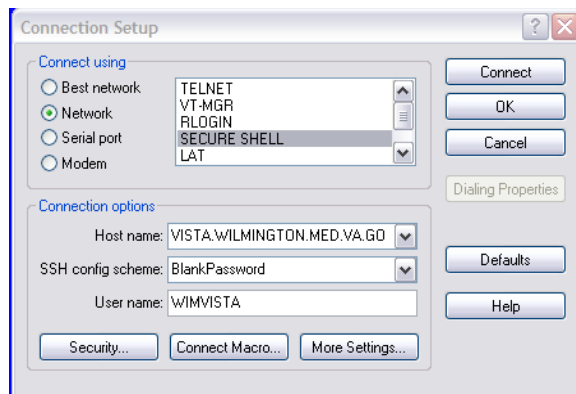 Connection Setup
Connect using
Best network
Network
Serial port
Modem
TELNET
VT-MGR
RLOGIN
SECURE SHELL
LAT
Connect
OK
Cancel
Dialing Properties
Connection options
Host name: VISTA.WILMINGTON.MED.VA.GO
SSH config scheme: BlankPassword
User name: WIMVISTA
Defaults
Help
Security...
Connect Macro...
More Settings...